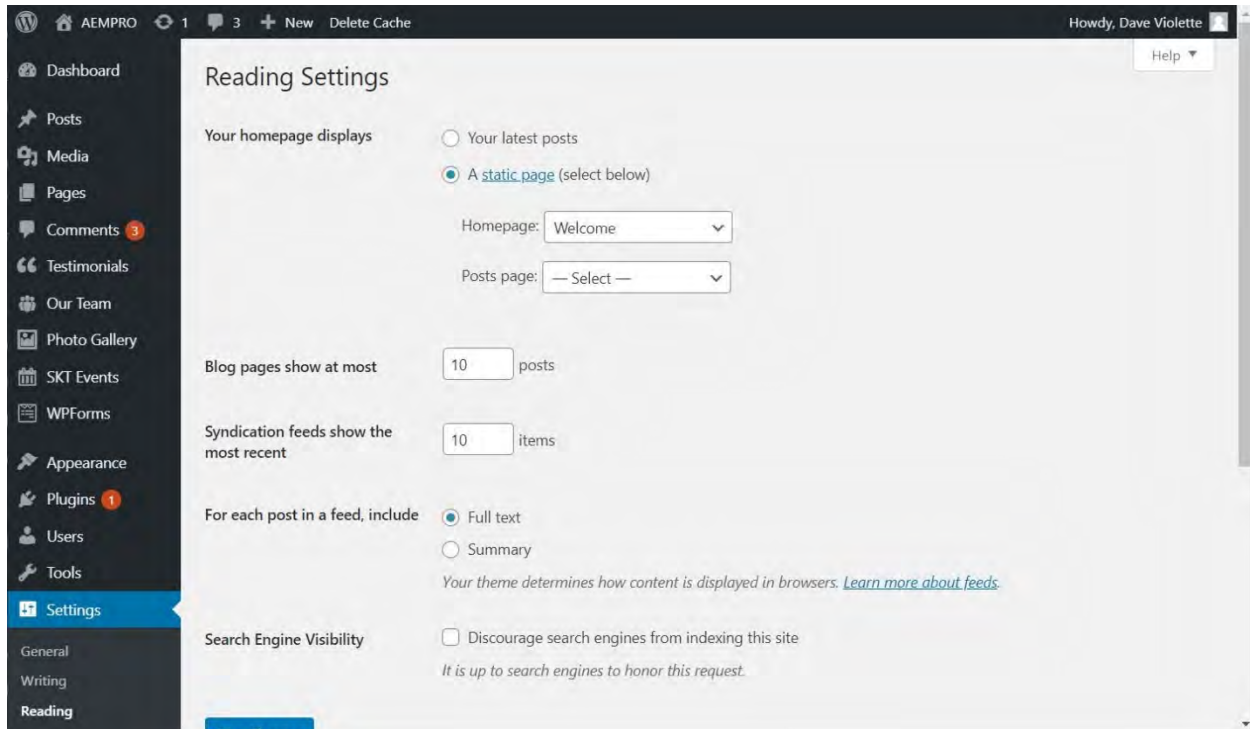 AEMPRO 1 3 + New Delete Cache Howdy, Dave Violette
Help ▼
Dashboard
Posts
Media
Pages
Comments 3
Testimonials
Our Team
Photo Gallery
SKT Events
WPForms
Appearance
Plugins 1
Users
Tools
Settings
General
Writing
Reading
Reading Settings
Your homepage displays
Your latest posts
A static page (select below)
Homepage: Welcome
Posts page: — Select —
Blog pages show at most 10 posts
Syndication feeds show the
most recent
10 items
For each post in a feed, include
Full text
Summary
Your theme determines how content is displayed in browsers. Learn more about feeds.
Search Engine Visibility
Discourage search engines from indexing this site
It is up to search engines to honor this request.